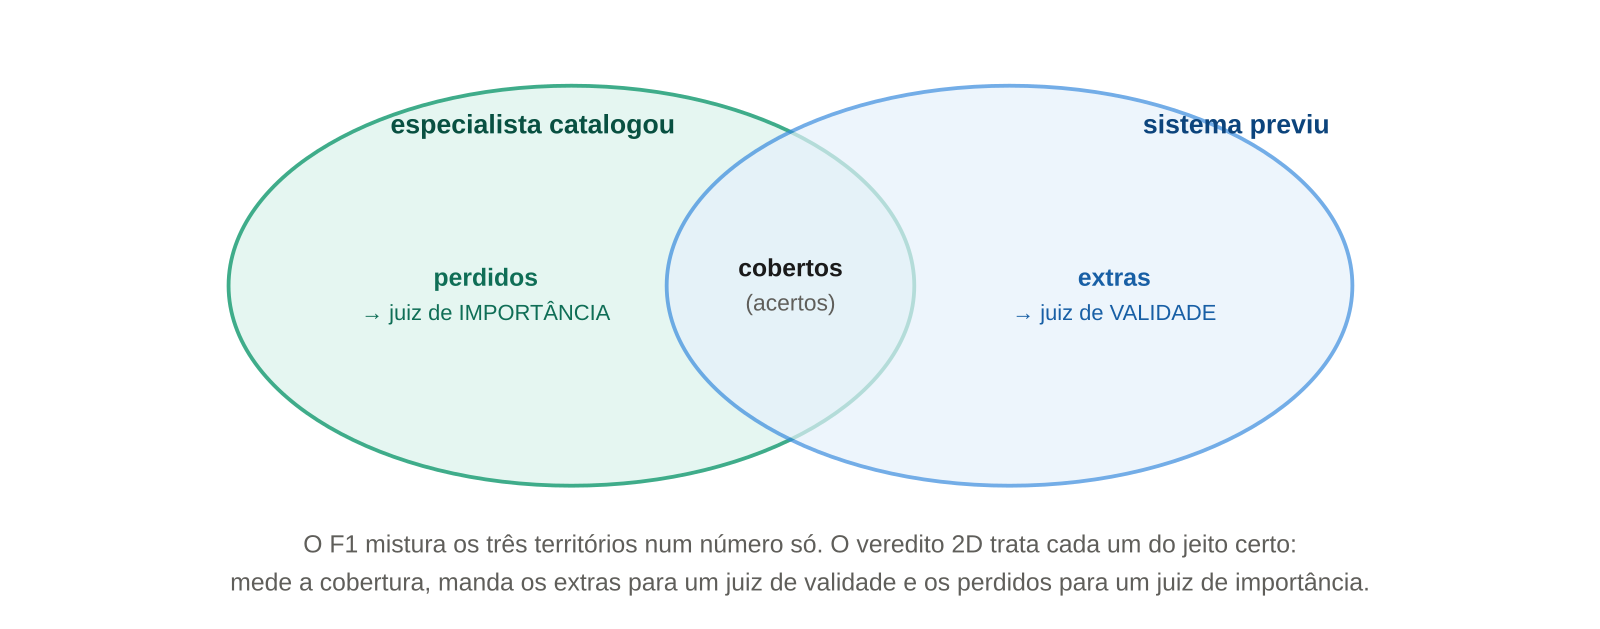 especialista catalogou
sistema previu
perdidos
→ juiz de IMPORTÂNCIA
cobertos
(acertos)
extras
→ juiz de VALIDADE
O F1 mistura os três territórios num número só. O veredito 2D trata cada um do jeito certo:
mede a cobertura, manda os extras para um juiz de validade e os perdidos para um juiz de importância.